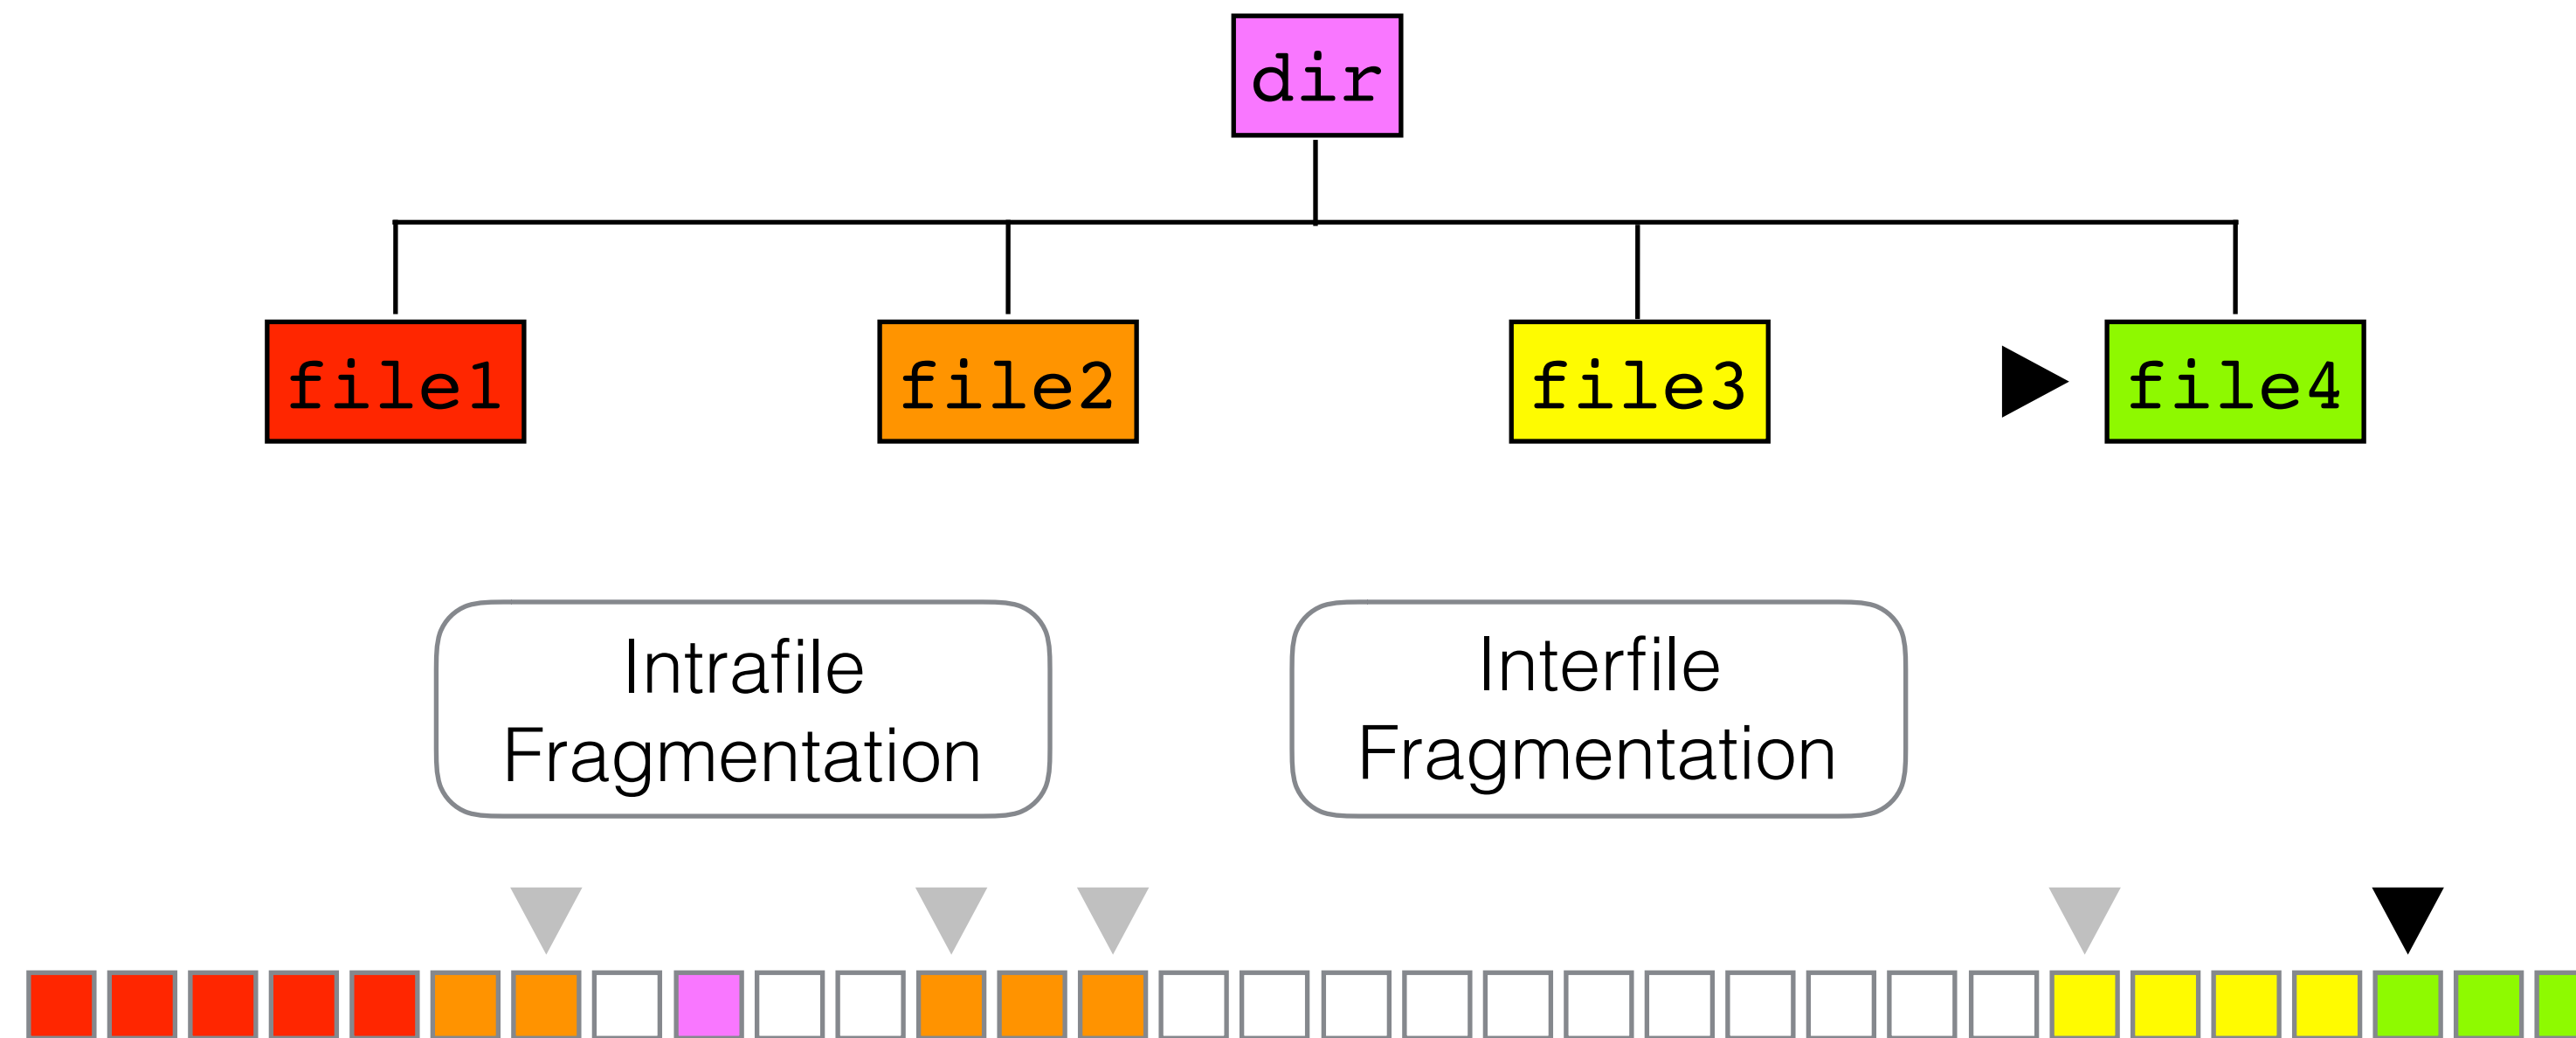 dir
file1
file2
file3
file4
Intrafile
Fragmentation
Interfile
Fragmentation